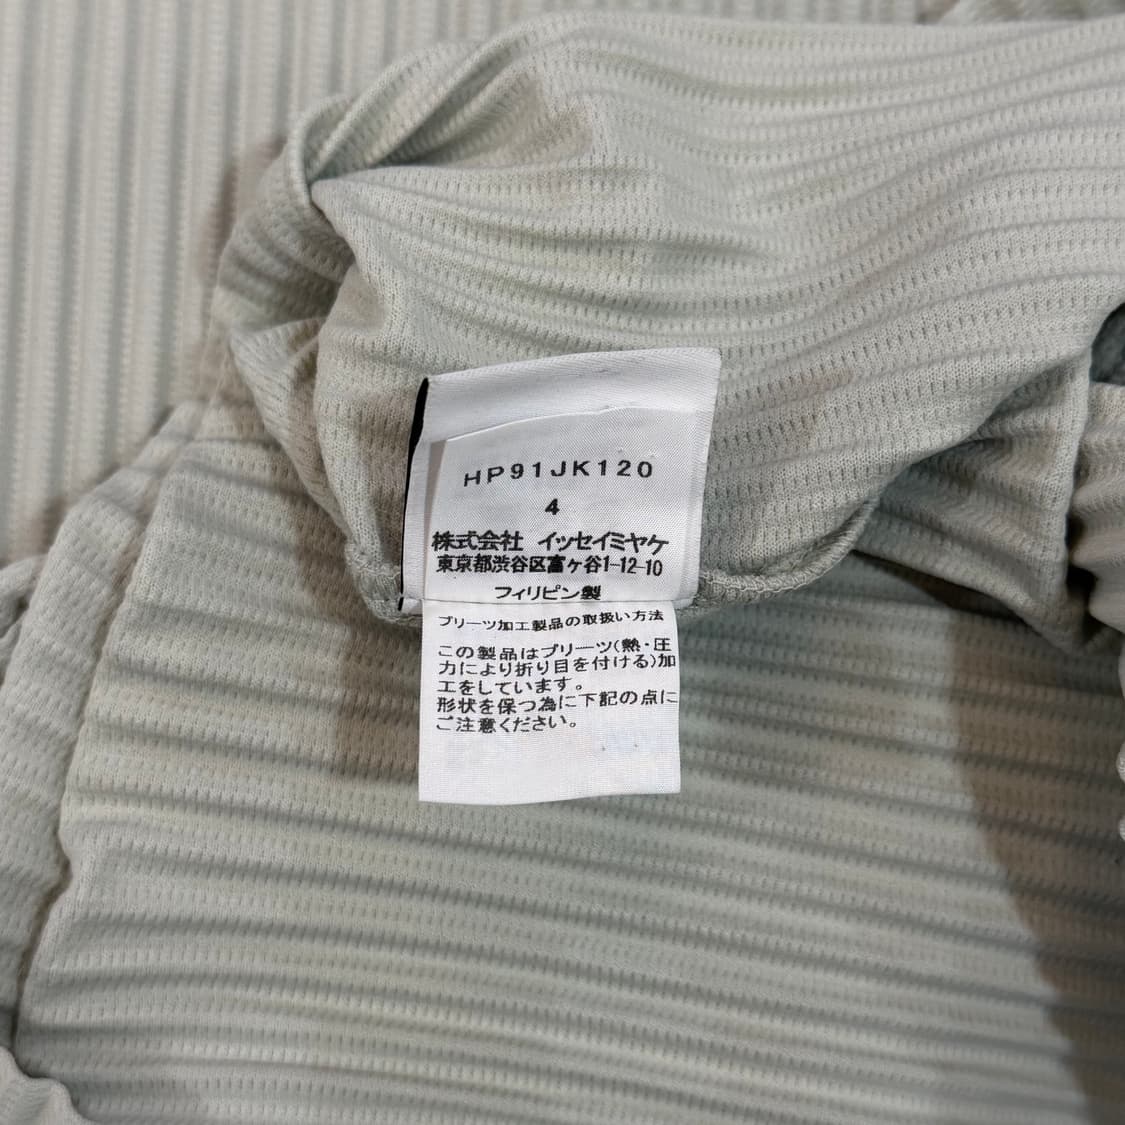 HP91JK120
4
株式会社 イッセイミヤケ
東京都渋谷区富ヶ谷1-12-10
フィリピン製
プリーツ加工製品の取扱い方法
この製品はプリーツ(熱・圧
力により折り目を付ける)加
工をしています。
形状を保つ為に下記の点に
ご注意ください。